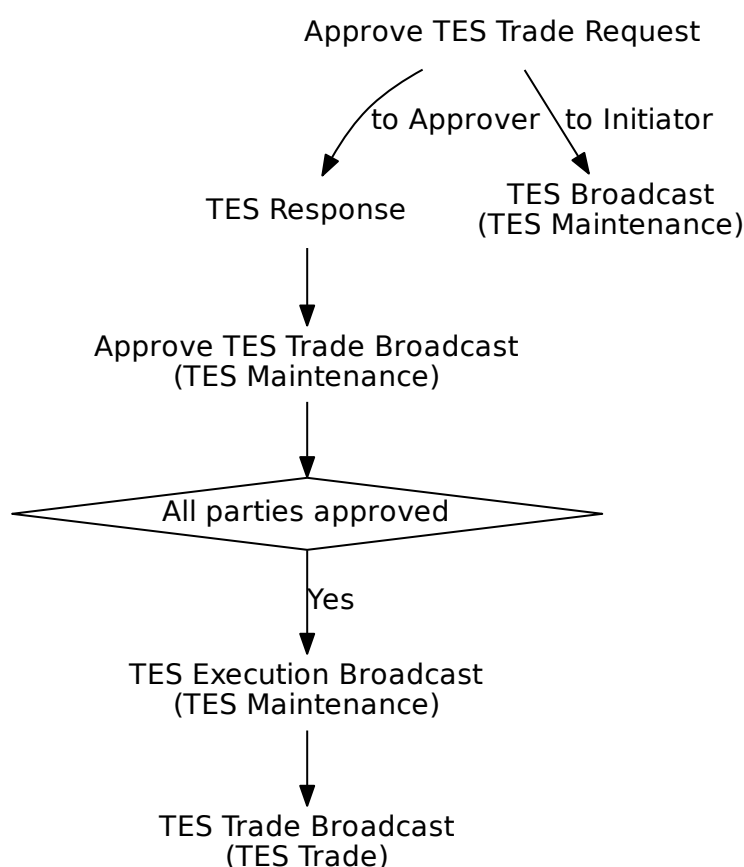 Approve TES Trade Request
to Approver
to Initiator
TES Response
TES Broadcast
(TES Maintenance)
Approve TES Trade Broadcast
(TES Maintenance)
All parties approved
Yes
TES Execution Broadcast
(TES Maintenance)
TES Trade Broadcast
(TES Trade)